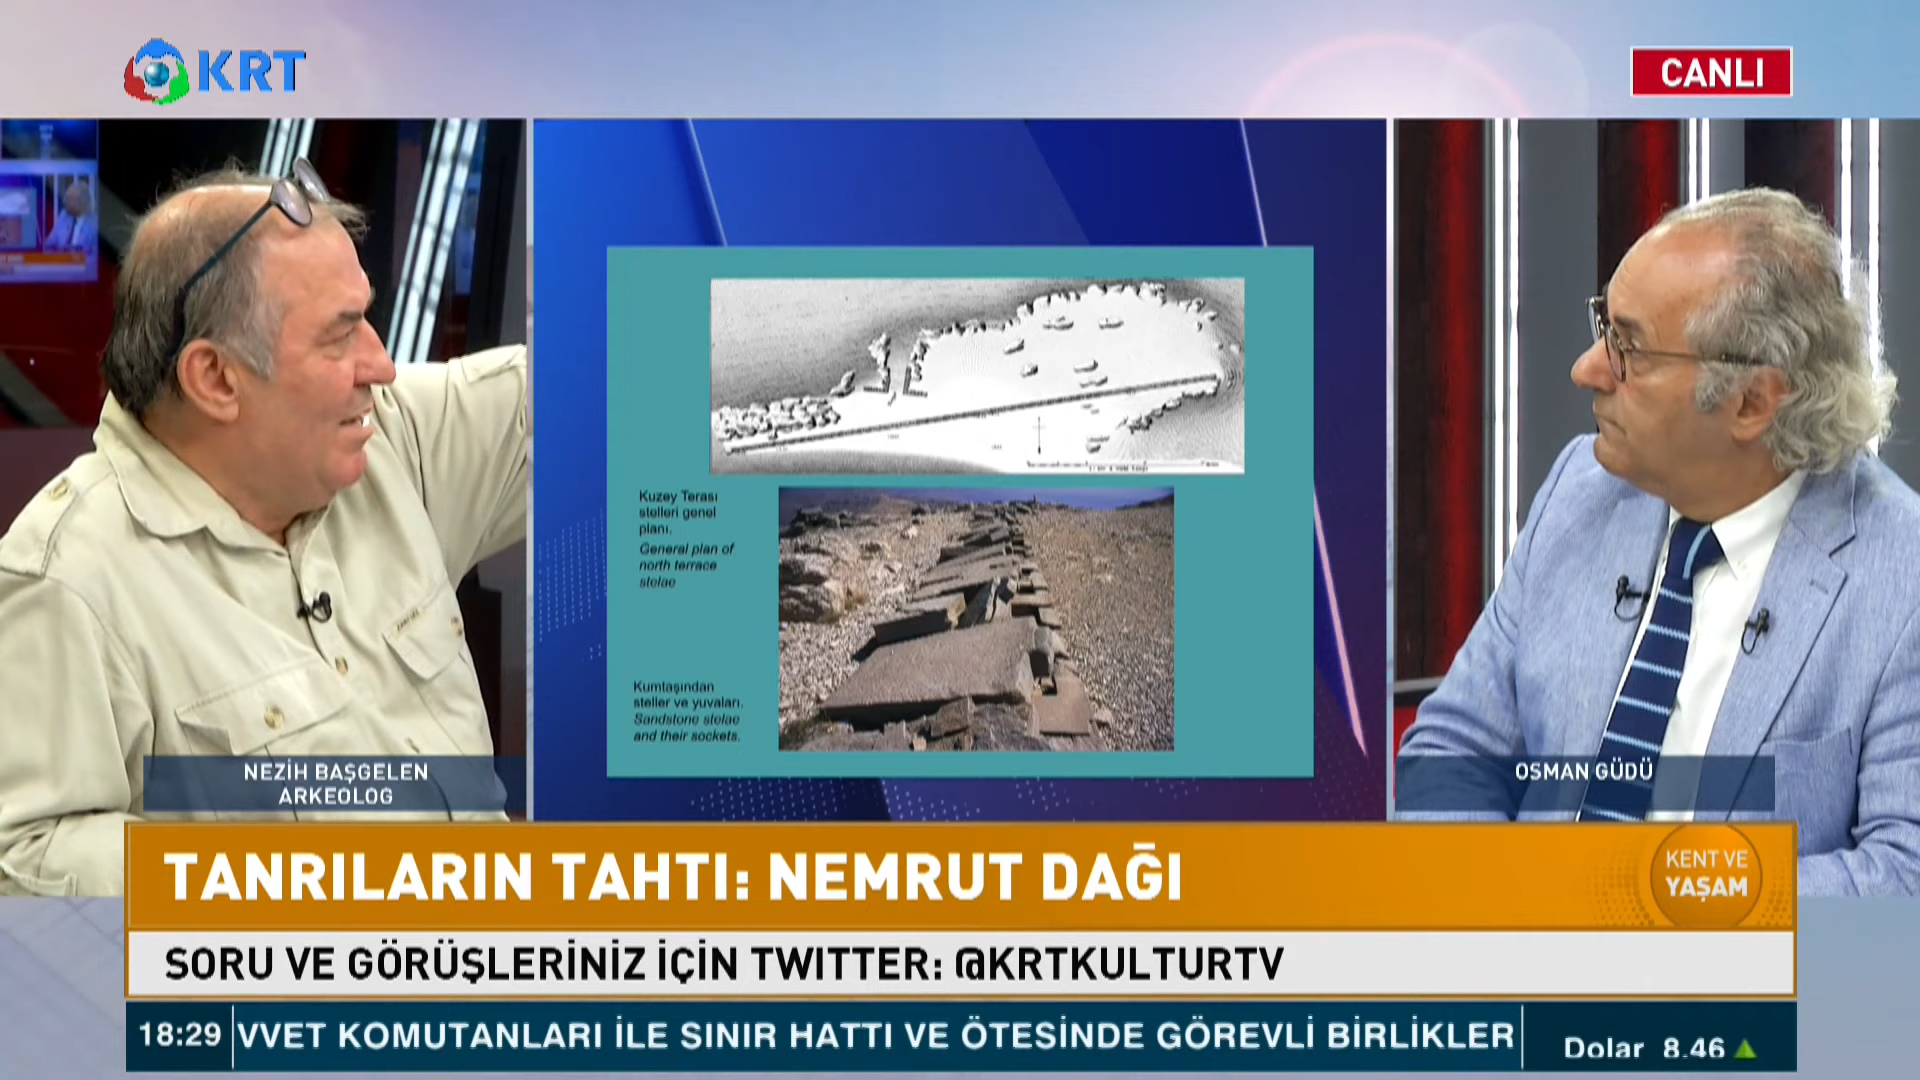 KRT
CANLI
Kuzey Terası
stelleri genel
planı.
General plan of
north terrace
stelae
Kumtaşından
steller ve yuvaları.
Sandstone stelae
and their sockets.
NEZİH BAŞGELEN
ARKEOLOG
OSMAN GÜDÜ
TANRILARIN TAHTI: NEMRUT DAĞI
KENT VE
YAŞAM
SORU VE GÖRÜŞLERİNİZ İÇİN TWITTER: @KRTKULTURTV
18:29 VVET KOMUTANLARI İLE SINIR HATTI VE ÖTESİNDE GÖREVLİ BİRLİKLER Dolar 8.46